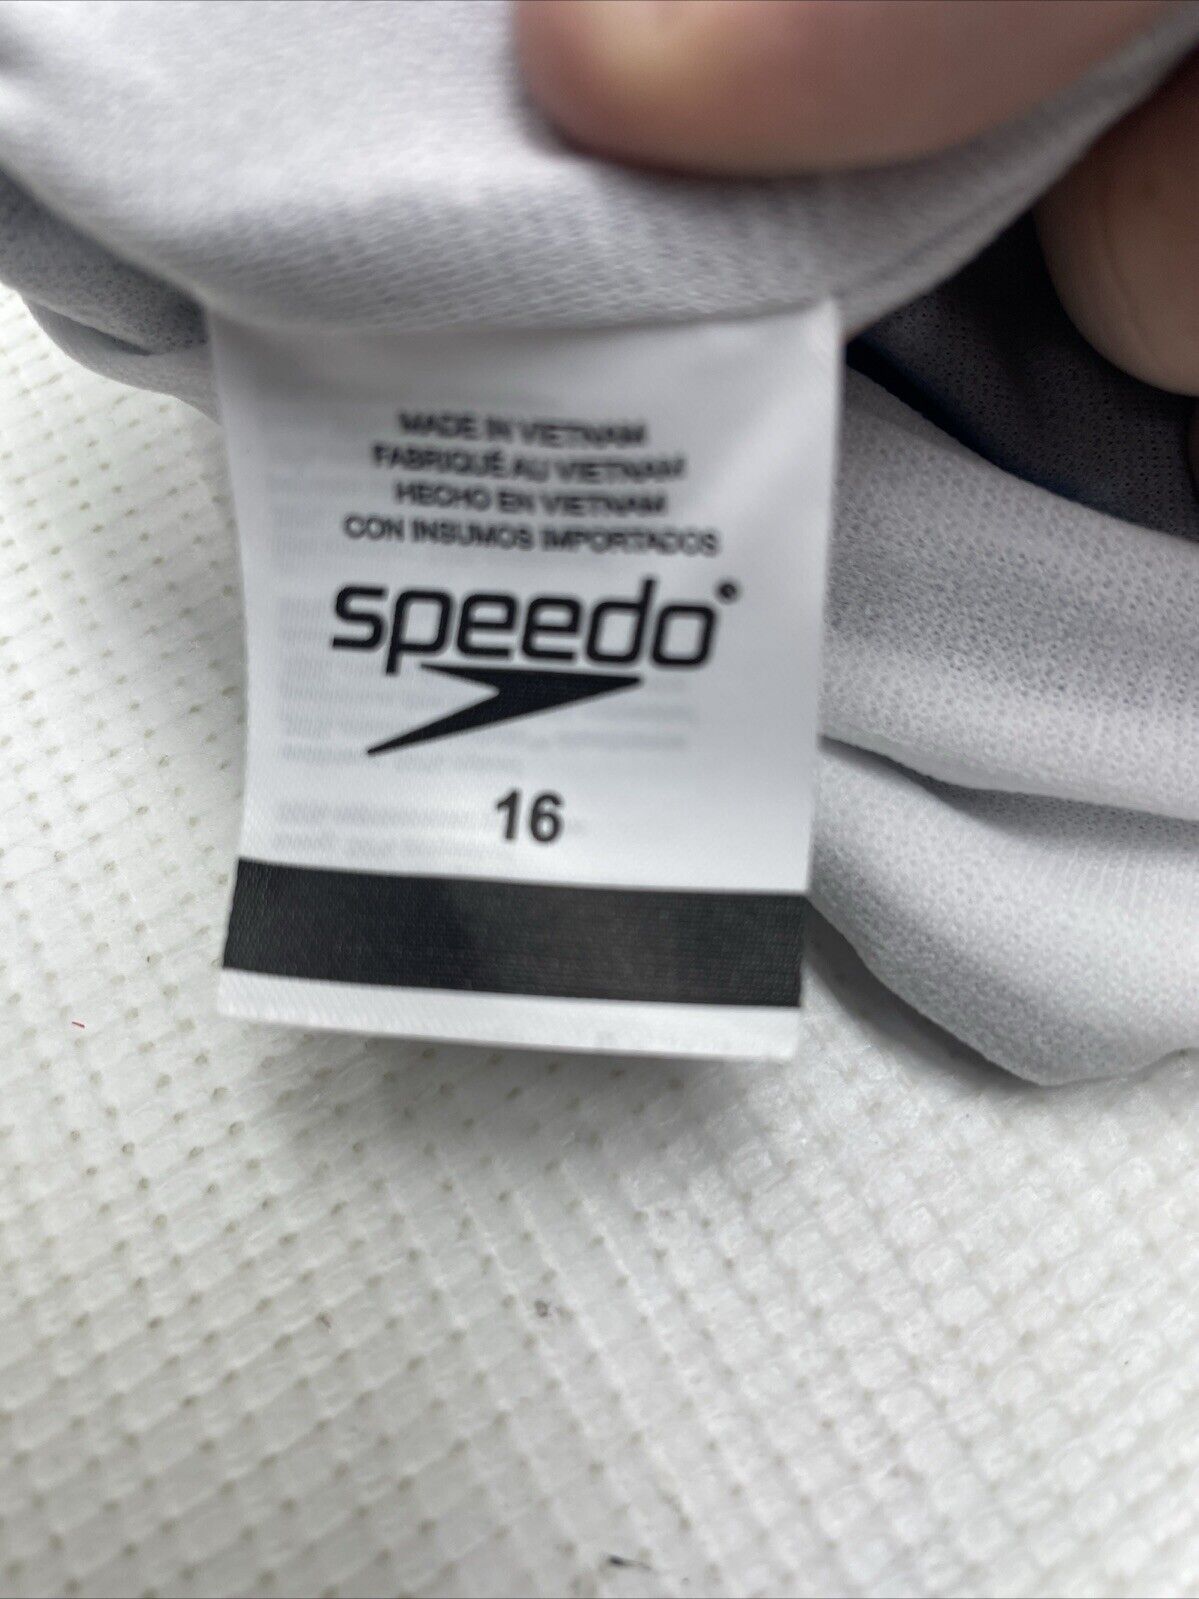 MADE IN VIETNAM
FABRIQUÉ AU VIETNAM
HECHO EN VIETNAM
CON INSUMOS IMPORTADOS
speedo®
16